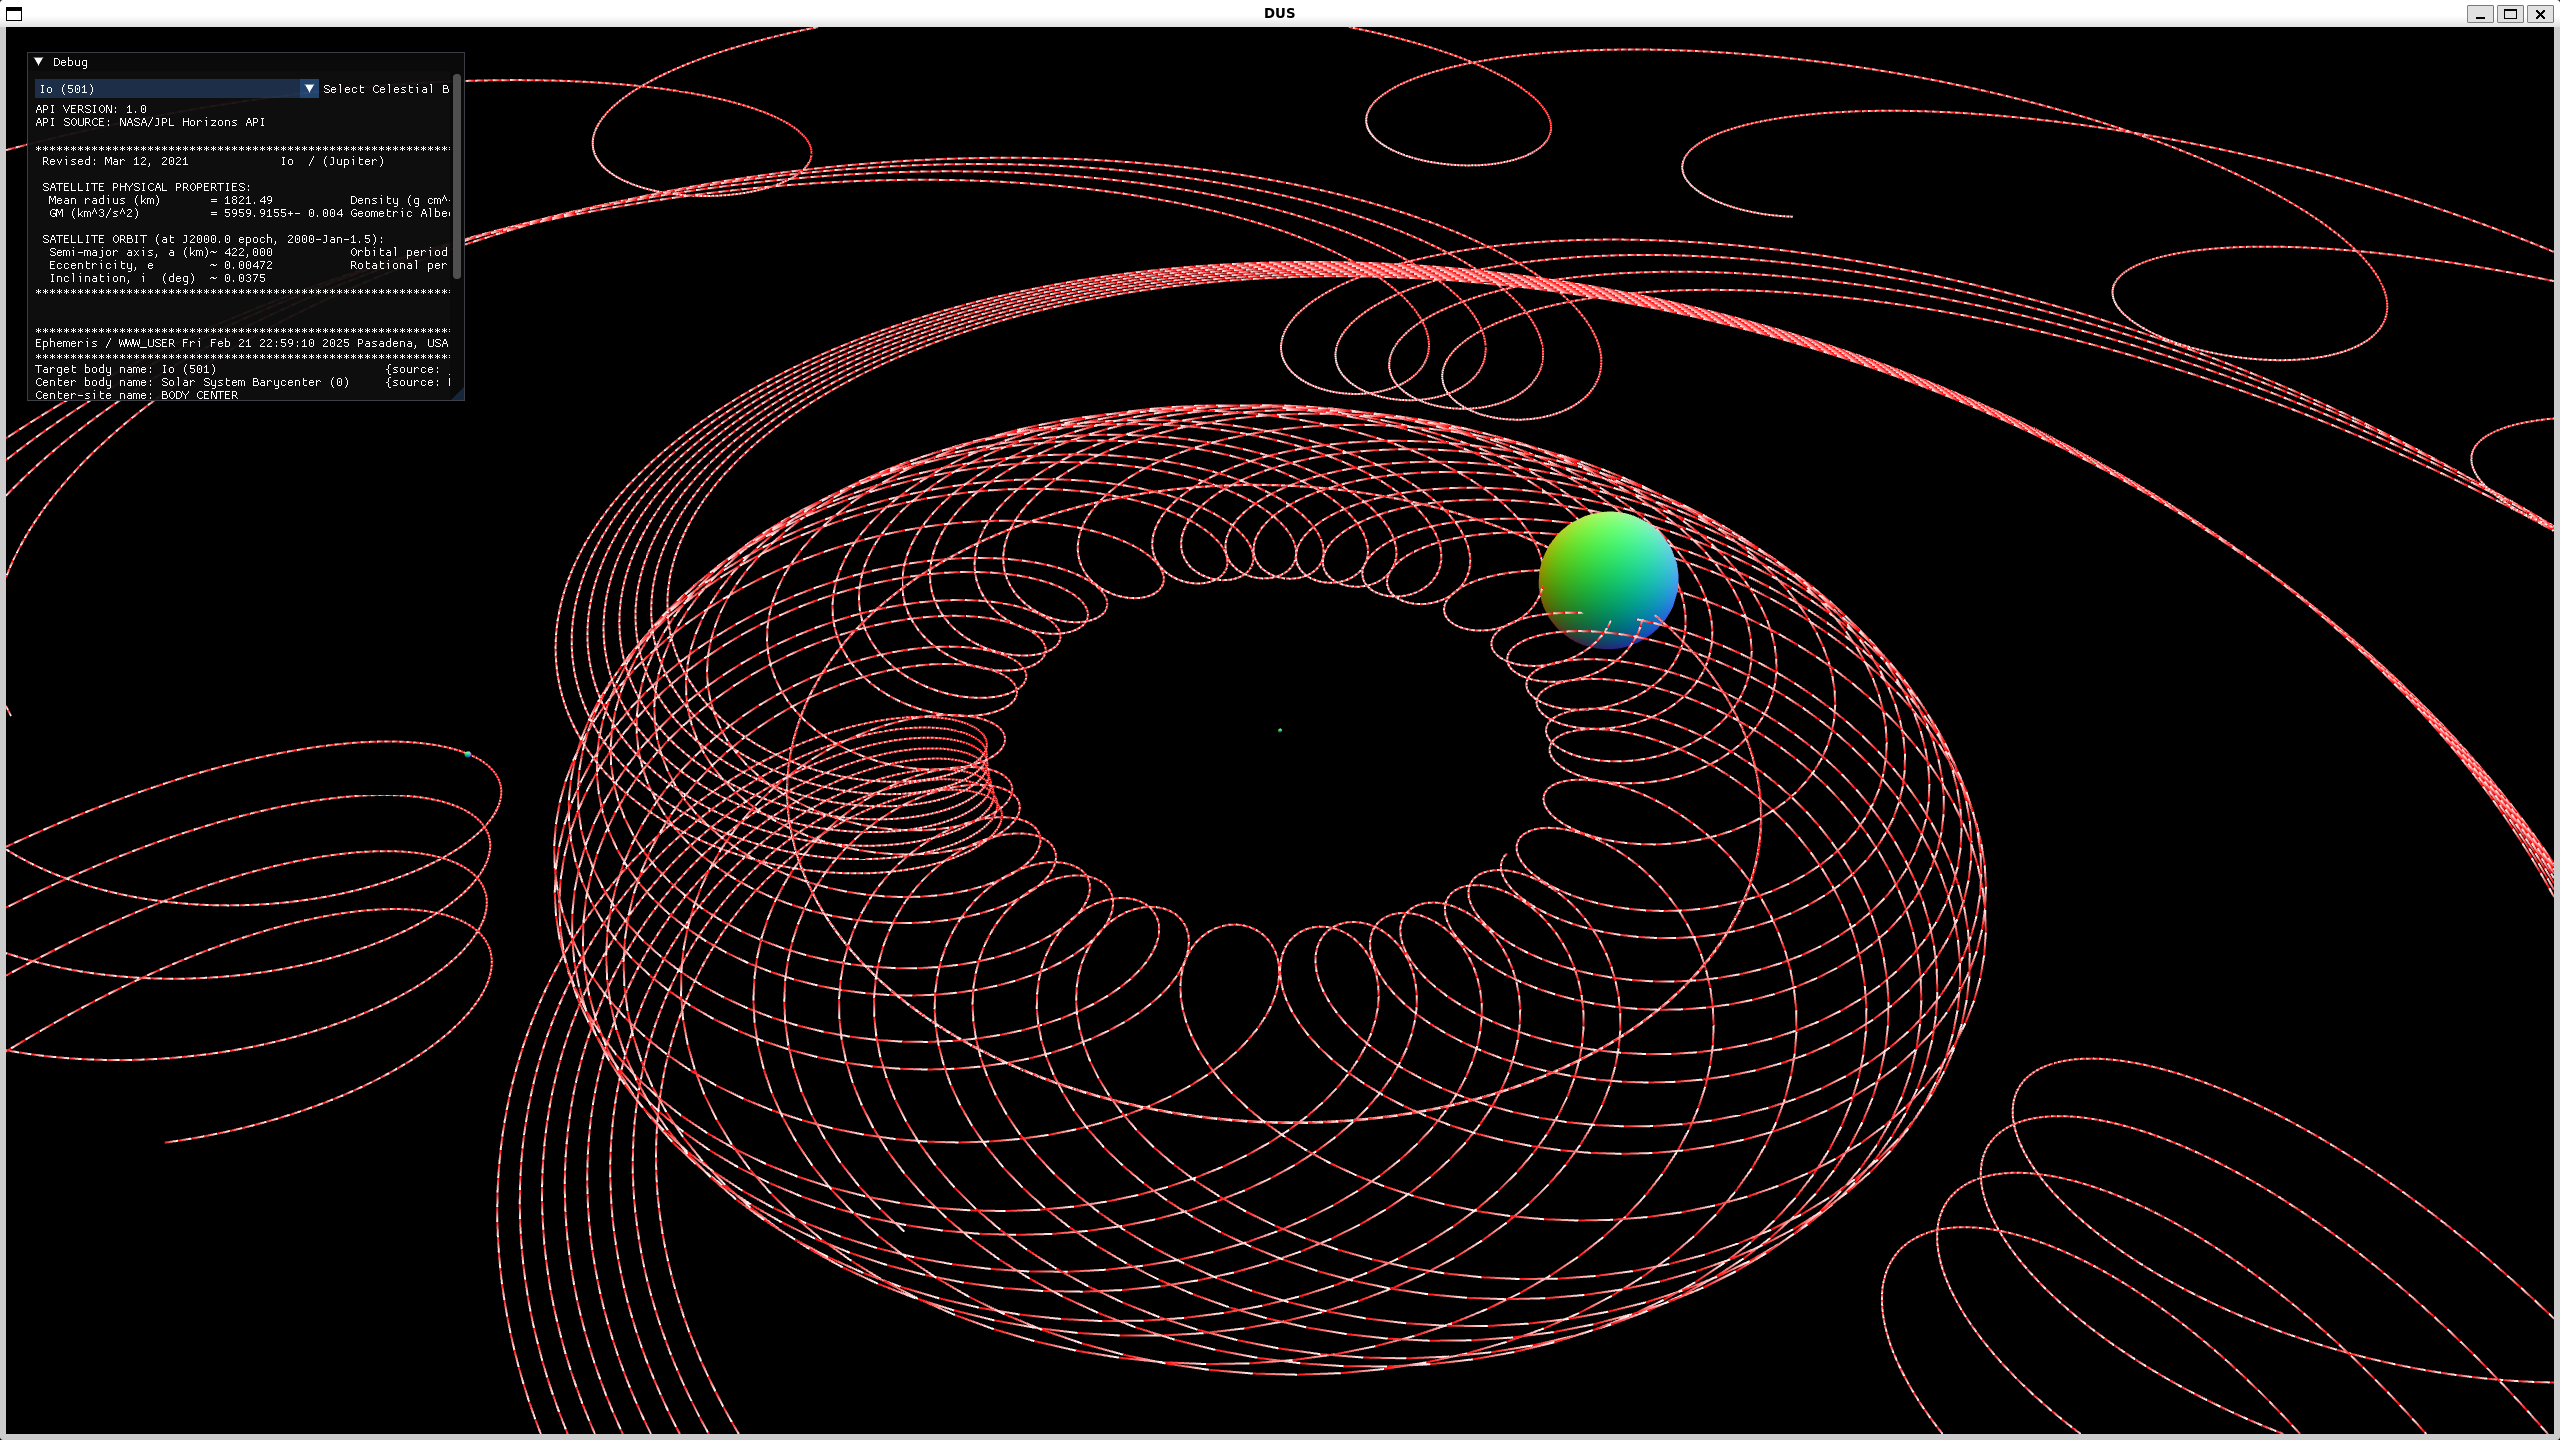 DUS
Debug
Io (501) Select Celestial B
API VERSION: 1.0
API SOURCE: NASA/JPL Horizons API
*******************************************************************************
Revised: Mar 12, 2021 Io / (Jupiter)
SATELLITE PHYSICAL PROPERTIES:
Mean radius (km) = 1821.49 Density (g cm^
GM (km^3/s^2) = 5959.9155+- 0.004 Geometric Albe
SATELLITE ORBIT (at J2000.0 epoch, 2000-Jan-1.5):
Semi-major axis, a (km)~ 422,000 Orbital period
Eccentricity, e ~ 0.00472 Rotational per
Inclination, i (deg) ~ 0.0375
*******************************************************************************
*******************************************************************************
Ephemeris / WWW_USER Fri Feb 21 22:59:10 2025 Pasadena, USA
*******************************************************************************
Target body name: Io (501) {source:
Center body name: Solar System Barycenter (0) {source:
Center-site name: BODY CENTER